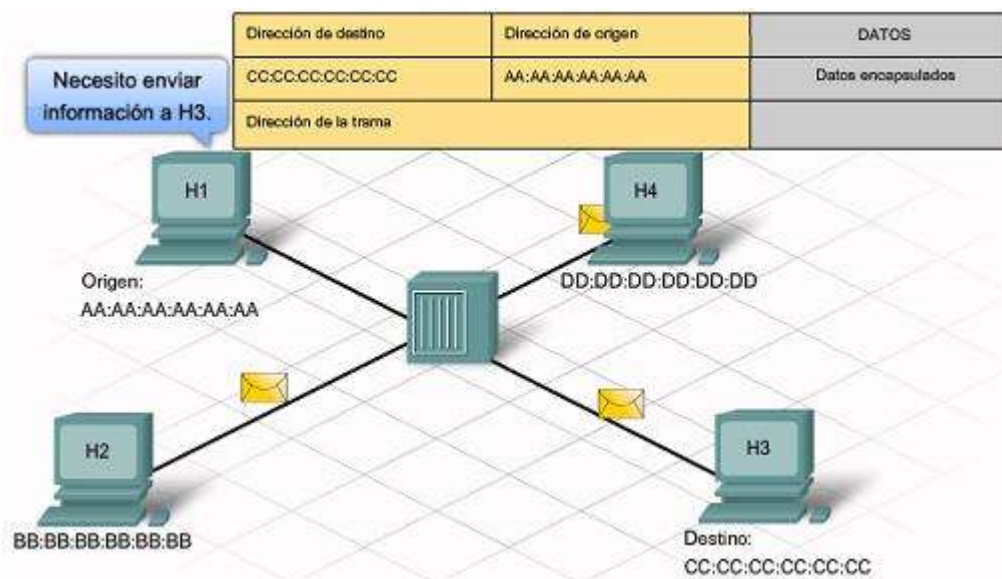 Dirección de destino
Dirección de origen
DATOS
CC:CC:CC:CC:CC:CC
AA:AA:AA:AA:AA:AA
Datos encapsulados
Dirección de la trama
Necesito enviar
información a H3.
H1
H4
Origen:
AA:AA:AA:AA:AA:AA
DD:DD:DD:DD:DD:DD
H2
H3
BB:BB:BB:BB:BB:BB
Destino:
CC:CC:CC:CC:CC:CC